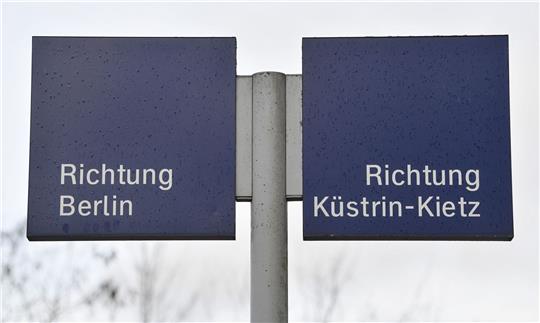 Richtung
Berlin
Richtung
Küstrin-Kietz